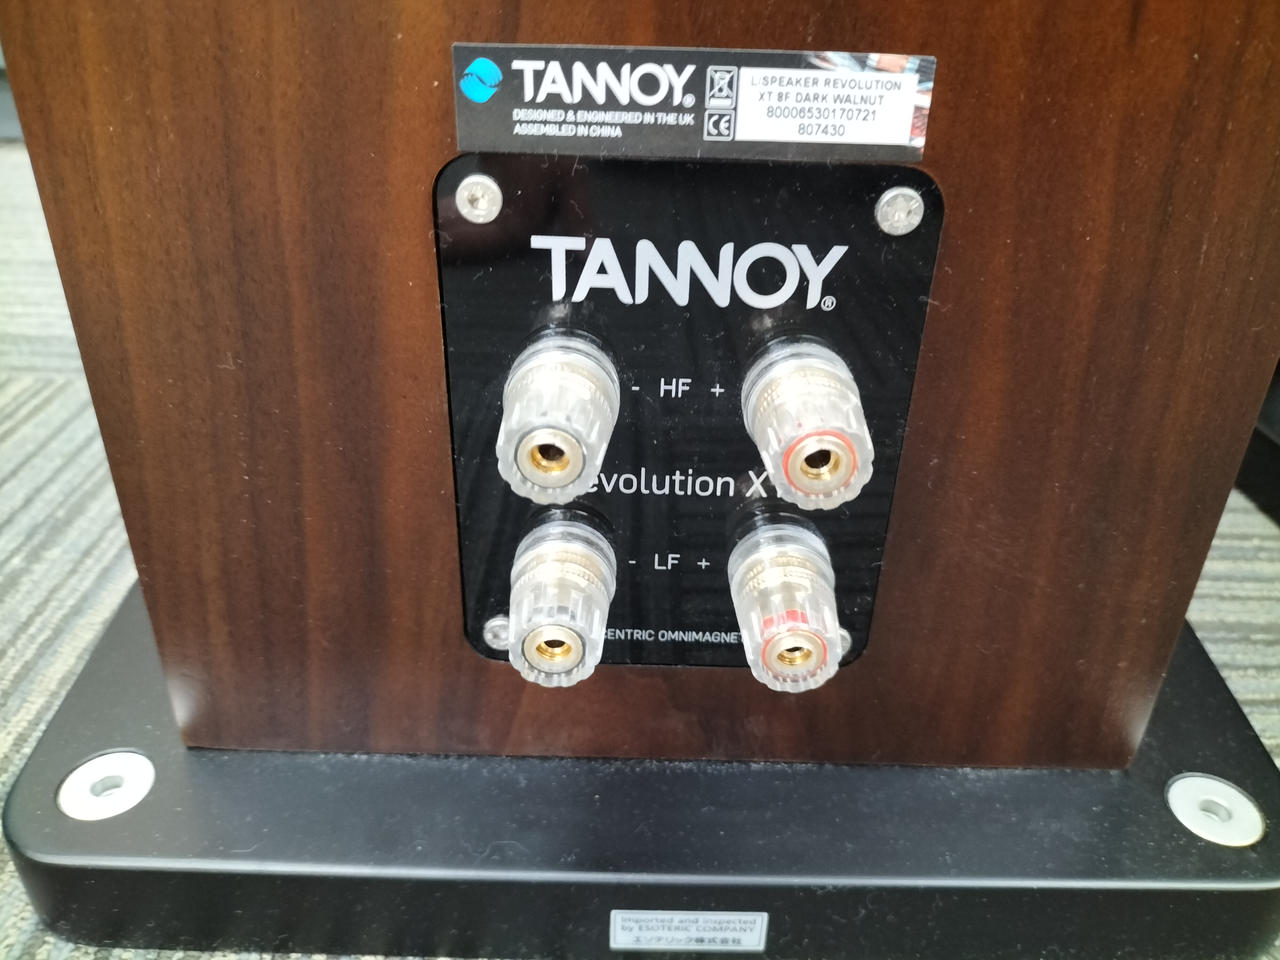 TANNOY®
DESIGNED & ENGINEERED IN THE UK
ASSEMBLED IN CHINA
CE
L/SPEAKER REVOLUTION
XT 8F DARK WALNUT
80006530170721
807430
TANNOY®
- HF +
evolution X
- LF +
CENTRIC OMNIMAGNET
Imported and inspected
by ESOTERIC COMPANY
エソテリック株式会社